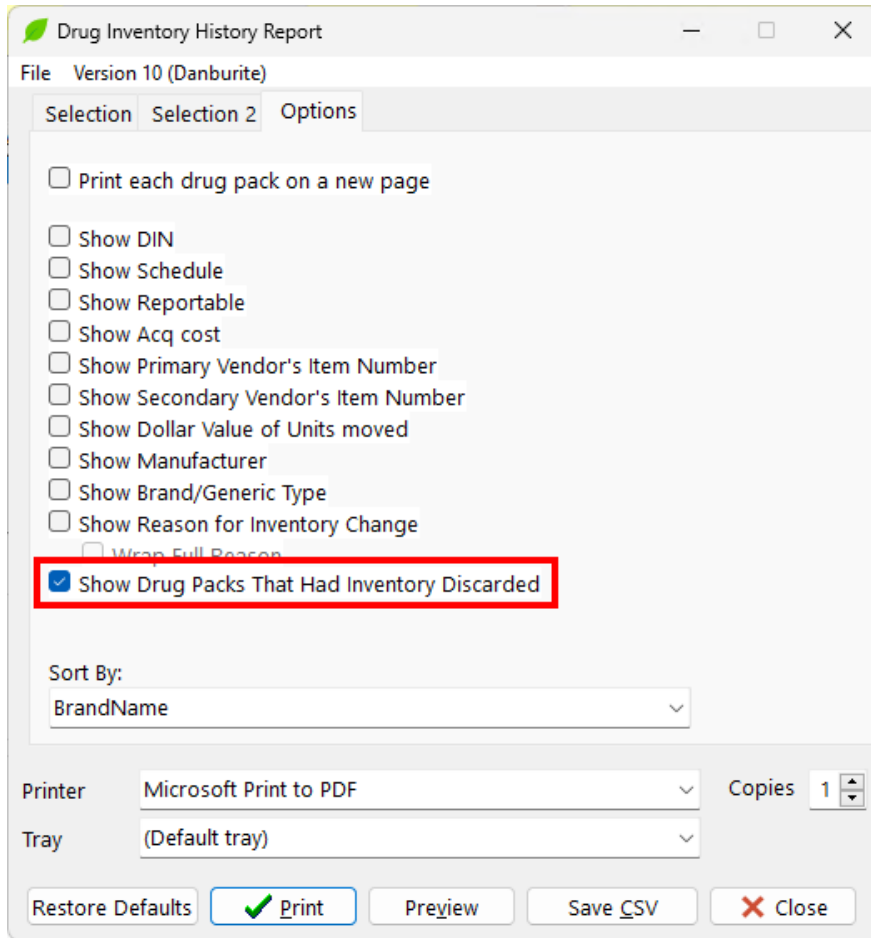 Drug Inventory History Report
File Version 10 (Danburite)
Selection Selection 2 Options
Print each drug pack on a new page
Show DIN
Show Schedule
Show Reportable
Show Acq cost
Show Primary Vendor's Item Number
Show Secondary Vendor's Item Number
Show Dollar Value of Units moved
Show Manufacturer
Show Brand/Generic Type
Show Reason for Inventory Change
Wrap Full Reason
Show Drug Packs That Had Inventory Discarded
Sort By:
BrandName
Printer Microsoft Print to PDF Copies 1
Tray (Default tray)
Restore Defaults Print Preview Save CSV Close